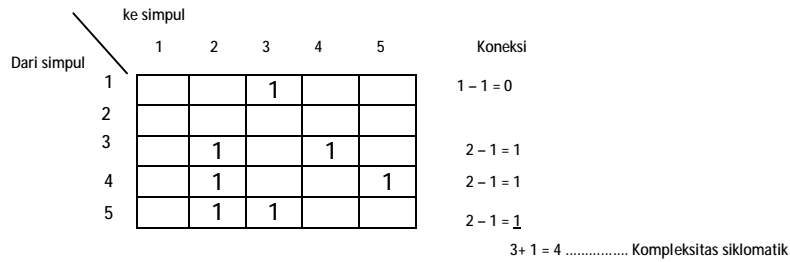 ke simpul
1 2 3 4 5 Koneksi
Dari simpul
1 1 1 – 1 = 0
2
3 1 1 2 – 1 = 1
4 1 1 2 – 1 = 1
5 1 1 2 – 1 = 1
3+ 1 = 4 ................ Kompleksitas siklomatik